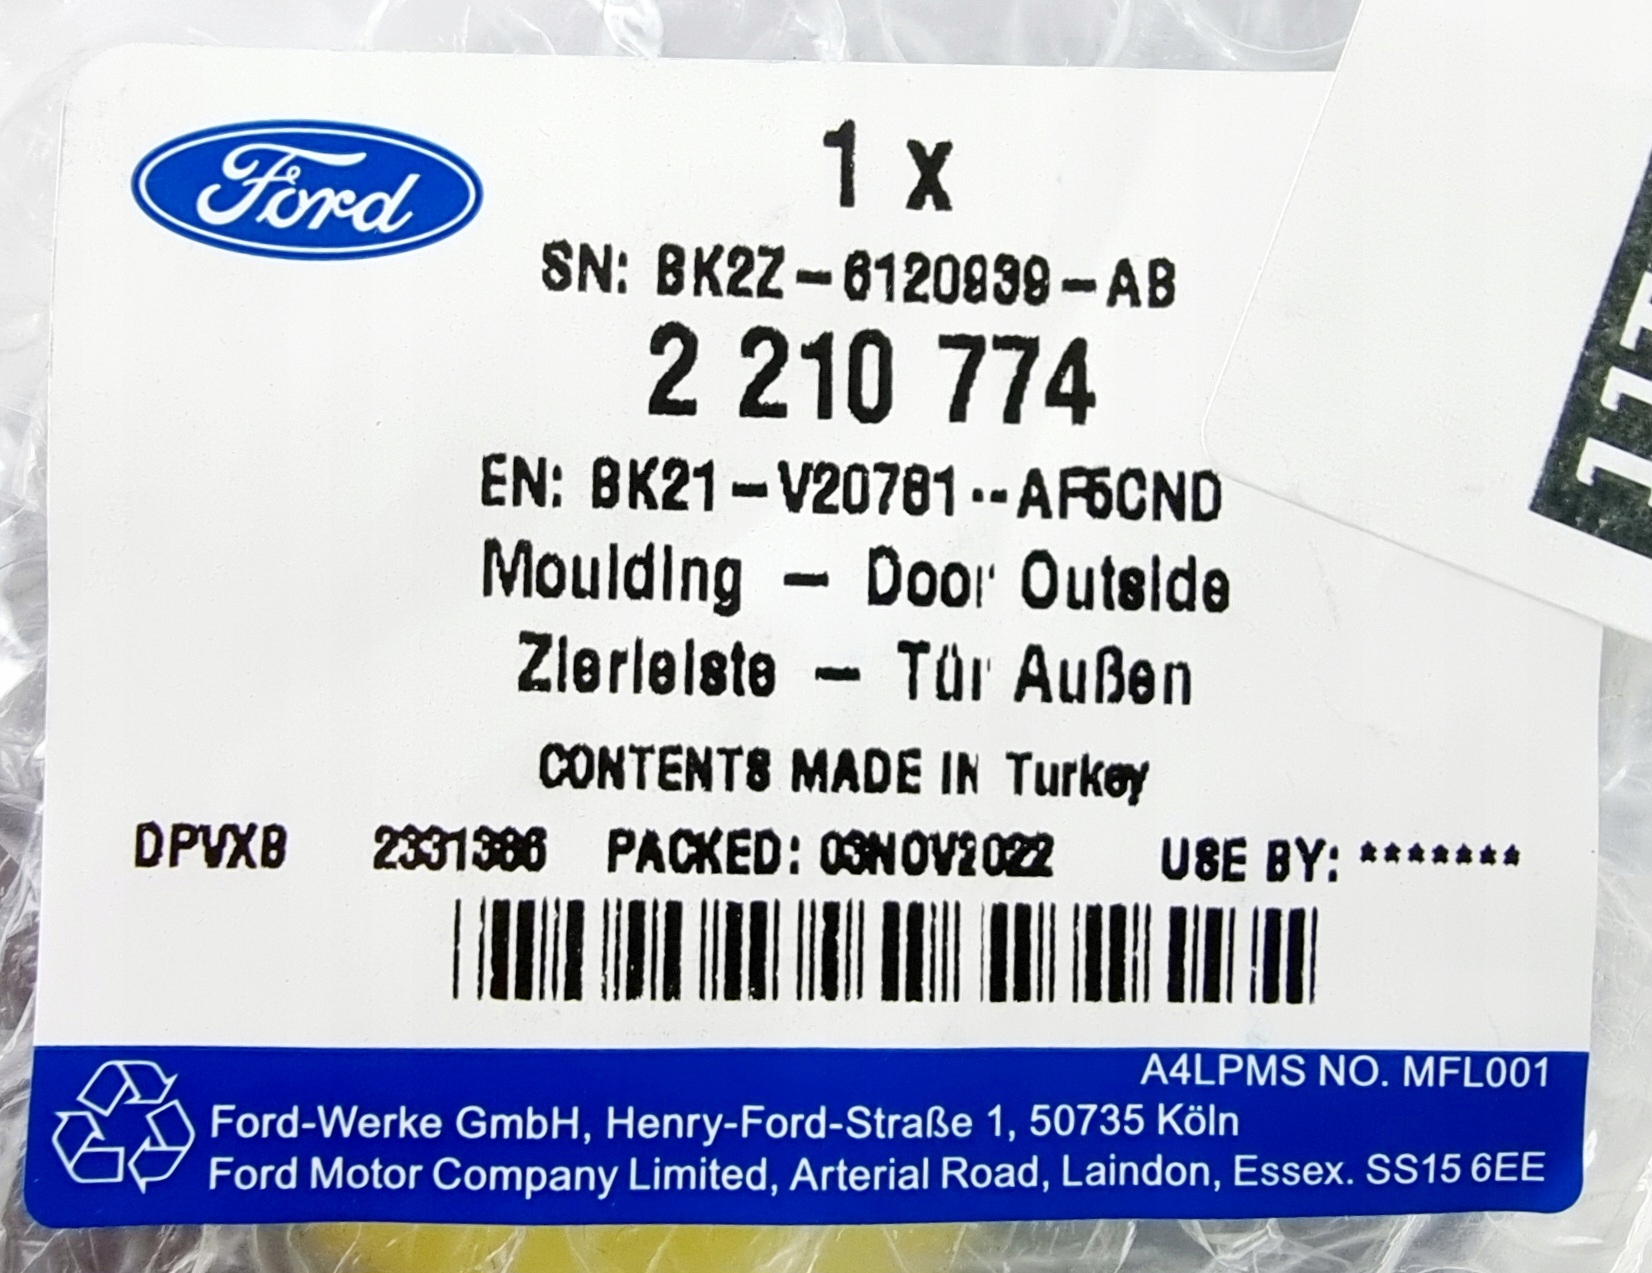 Ford
1 x
SN: BK2Z-6120939-AB
2 210 774
EN: BK21-V20781--AF5CND
Moulding - Door Outside
Zierleiste - Tür Außen
CONTENTS MADE IN Turkey
DPVXB 2331386 PACKED: 03NOV2022 USE BY: *******
A4LPMS NO. MFL001
Ford-Werke GmbH, Henry-Ford-Straße 1, 50735 Köln
Ford Motor Company Limited, Arterial Road, Laindon, Essex. SS15 6EE